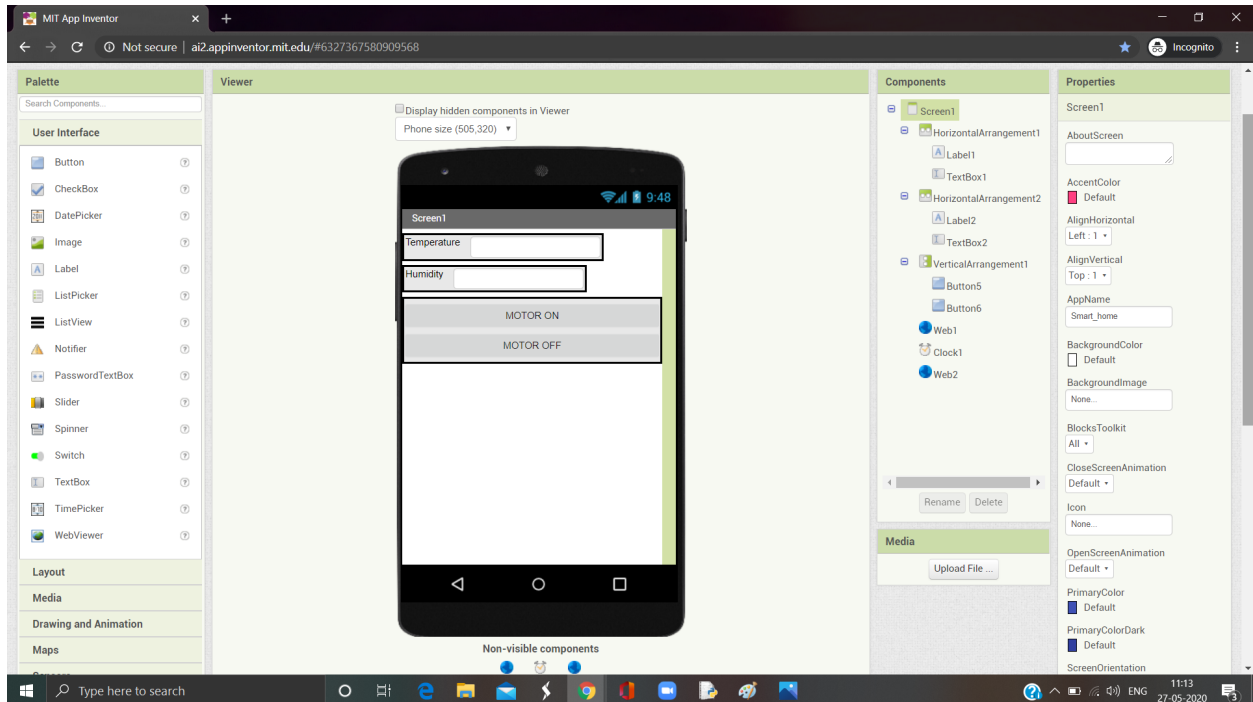 MIT App Inventor
Not secure | ai2.appinventor.mit.edu/#6327367580909568
Incognito
Palette
Search Components...
User Interface
Button
CheckBox
DatePicker
Image
Label
ListPicker
ListView
Notifier
PasswordTextBox
Slider
Spinner
Switch
TextBox
TimePicker
WebViewer
Layout
Media
Drawing and Animation
Maps
Viewer
Display hidden components in Viewer
Phone size (505,320)
9:48
Screen1
Temperature
Humidity
MOTOR ON
MOTOR OFF
Non-visible components
Components
Screen1
HorizontalArrangement1
Label1
TextBox1
HorizontalArrangement2
Label2
TextBox2
VerticalArrangement1
Button5
Button6
Web1
Clock1
Web2
Rename Delete
Media
Upload File ...
Properties
Screen1
AboutScreen
AccentColor
Default
AlignHorizontal
Left : 1
AlignVertical
Top : 1
AppName
Smart_home
BackgroundColor
Default
BackgroundImage
None...
BlocksToolkit
All
CloseScreenAnimation
Default
Icon
None...
OpenScreenAnimation
Default
PrimaryColor
Default
PrimaryColorDark
Default
ScreenOrientation
Type here to search
ENG
11:13
27-05-2020
3